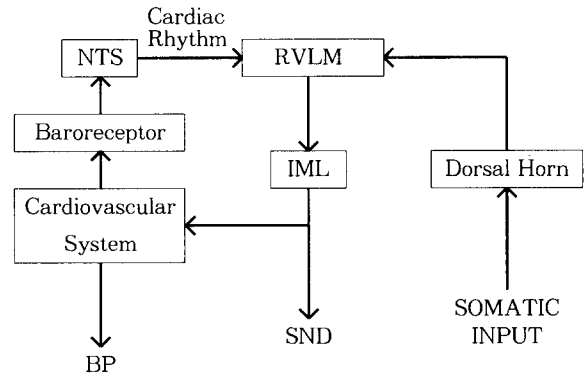 Cardiac
Rhythm
NTS
RVLM
Baroreceptor
IML
Dorsal Horn
Cardiovascular
System
SOMATIC
INPUT
SND
BP